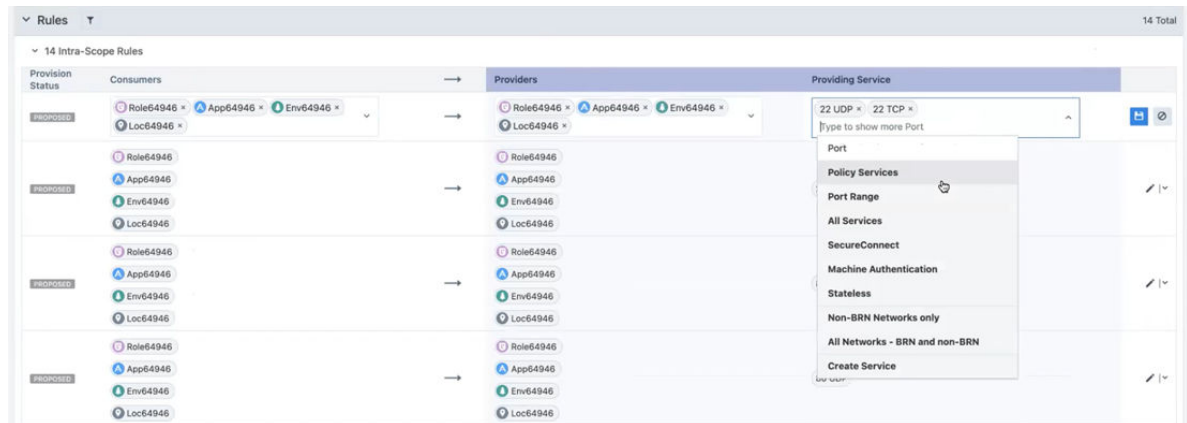 Rules
14 Total
14 Intra-Scope Rules
Provision Status
Consumers
Providers
Providing Service
PROPOSED
Role64946 × App64946 × Env64946 ×
Loc64946 ×
Role64946 × App64946 × Env64946 ×
Loc64946 ×
22 UDP × 22 TCP ×
Type to show more Port
Port
Policy Services
Port Range
All Services
SecureConnect
Machine Authentication
Stateless
Non-BRN Networks only
All Networks - BRN and non-BRN
Create Service
PROPOSED
Role64946
App64946
Env64946
Loc64946
Role64946
App64946
Env64946
Loc64946
PROPOSED
Role64946
App64946
Env64946
Loc64946
Role64946
App64946
Env64946
Loc64946
PROPOSED
Role64946
App64946
Env64946
Loc64946
Role64946
App64946
Env64946
Loc64946